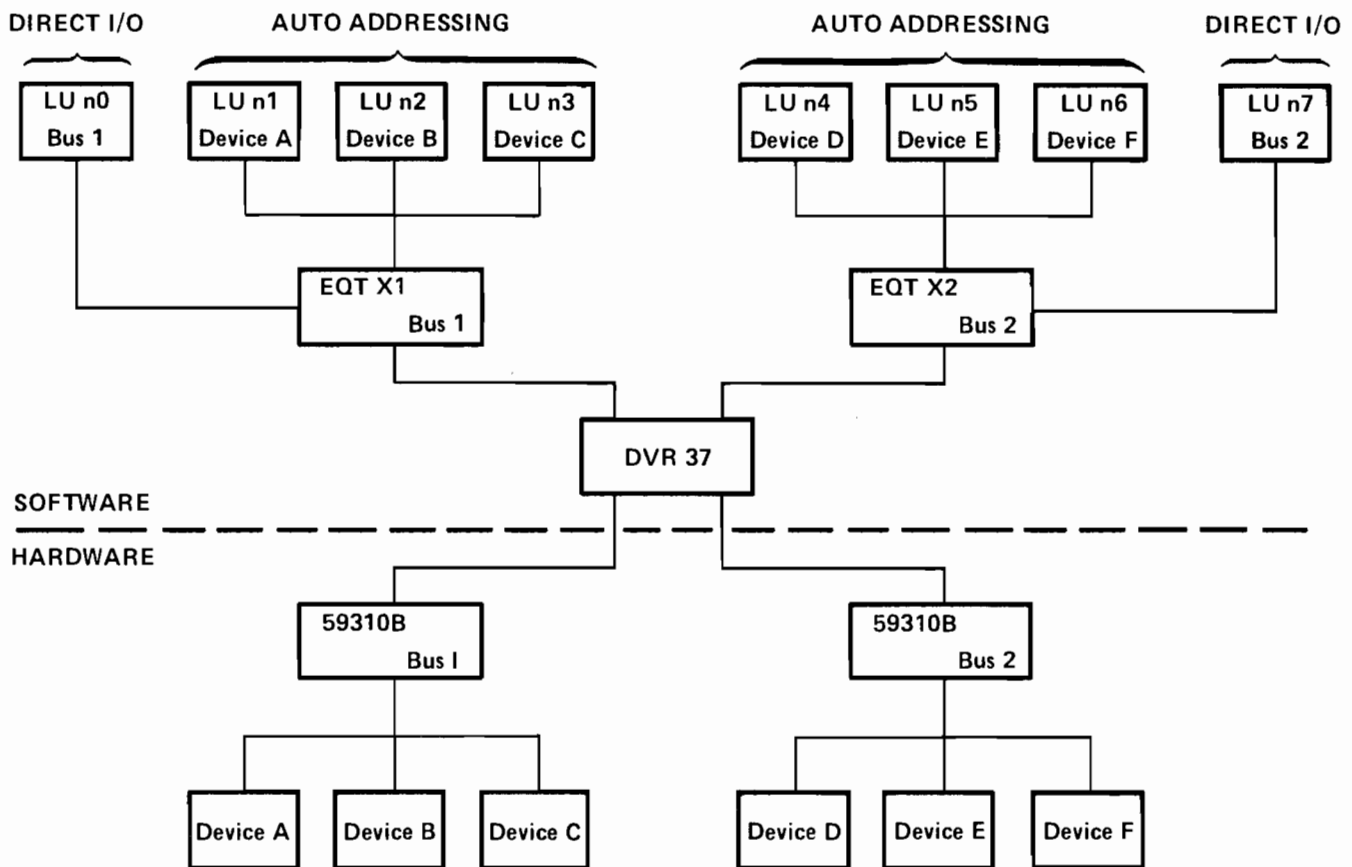 DIRECT I/O
AUTO ADDRESSING
AUTO ADDRESSING
DIRECT I/O
LU n0
Bus 1
LU n1
Device A
LU n2
Device B
LU n3
Device C
LU n4
Device D
LU n5
Device E
LU n6
Device F
LU n7
Bus 2
EQT X1
Bus 1
EQT X2
Bus 2
DVR 37
SOFTWARE
HARDWARE
59310B
Bus I
59310B
Bus 2
Device A
Device B
Device C
Device D
Device E
Device F